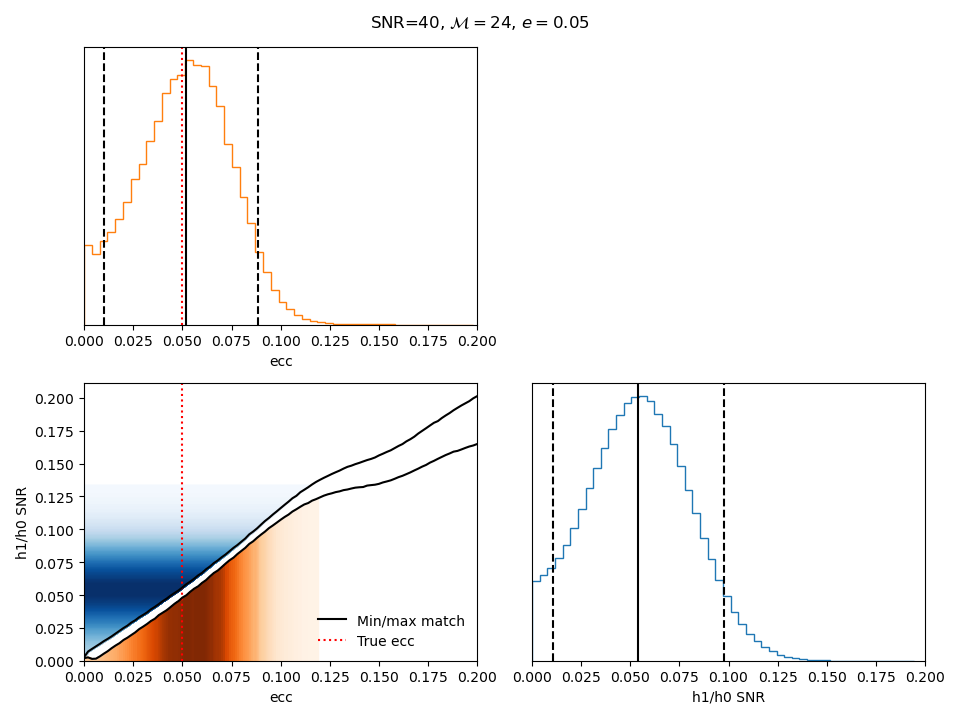 SNR=40, ℳ = 24, e = 0.05
0.000 0.025 0.050 0.075 0.100 0.125 0.150 0.175 0.200
ecc
0.200
0.175
0.150
0.125
0.100
0.075
0.050
0.025
0.000
h1/h0 SNR
Min/max match
True ecc
0.000 0.025 0.050 0.075 0.100 0.125 0.150 0.175 0.200
ecc
0.000 0.025 0.050 0.075 0.100 0.125 0.150 0.175 0.200
h1/h0 SNR